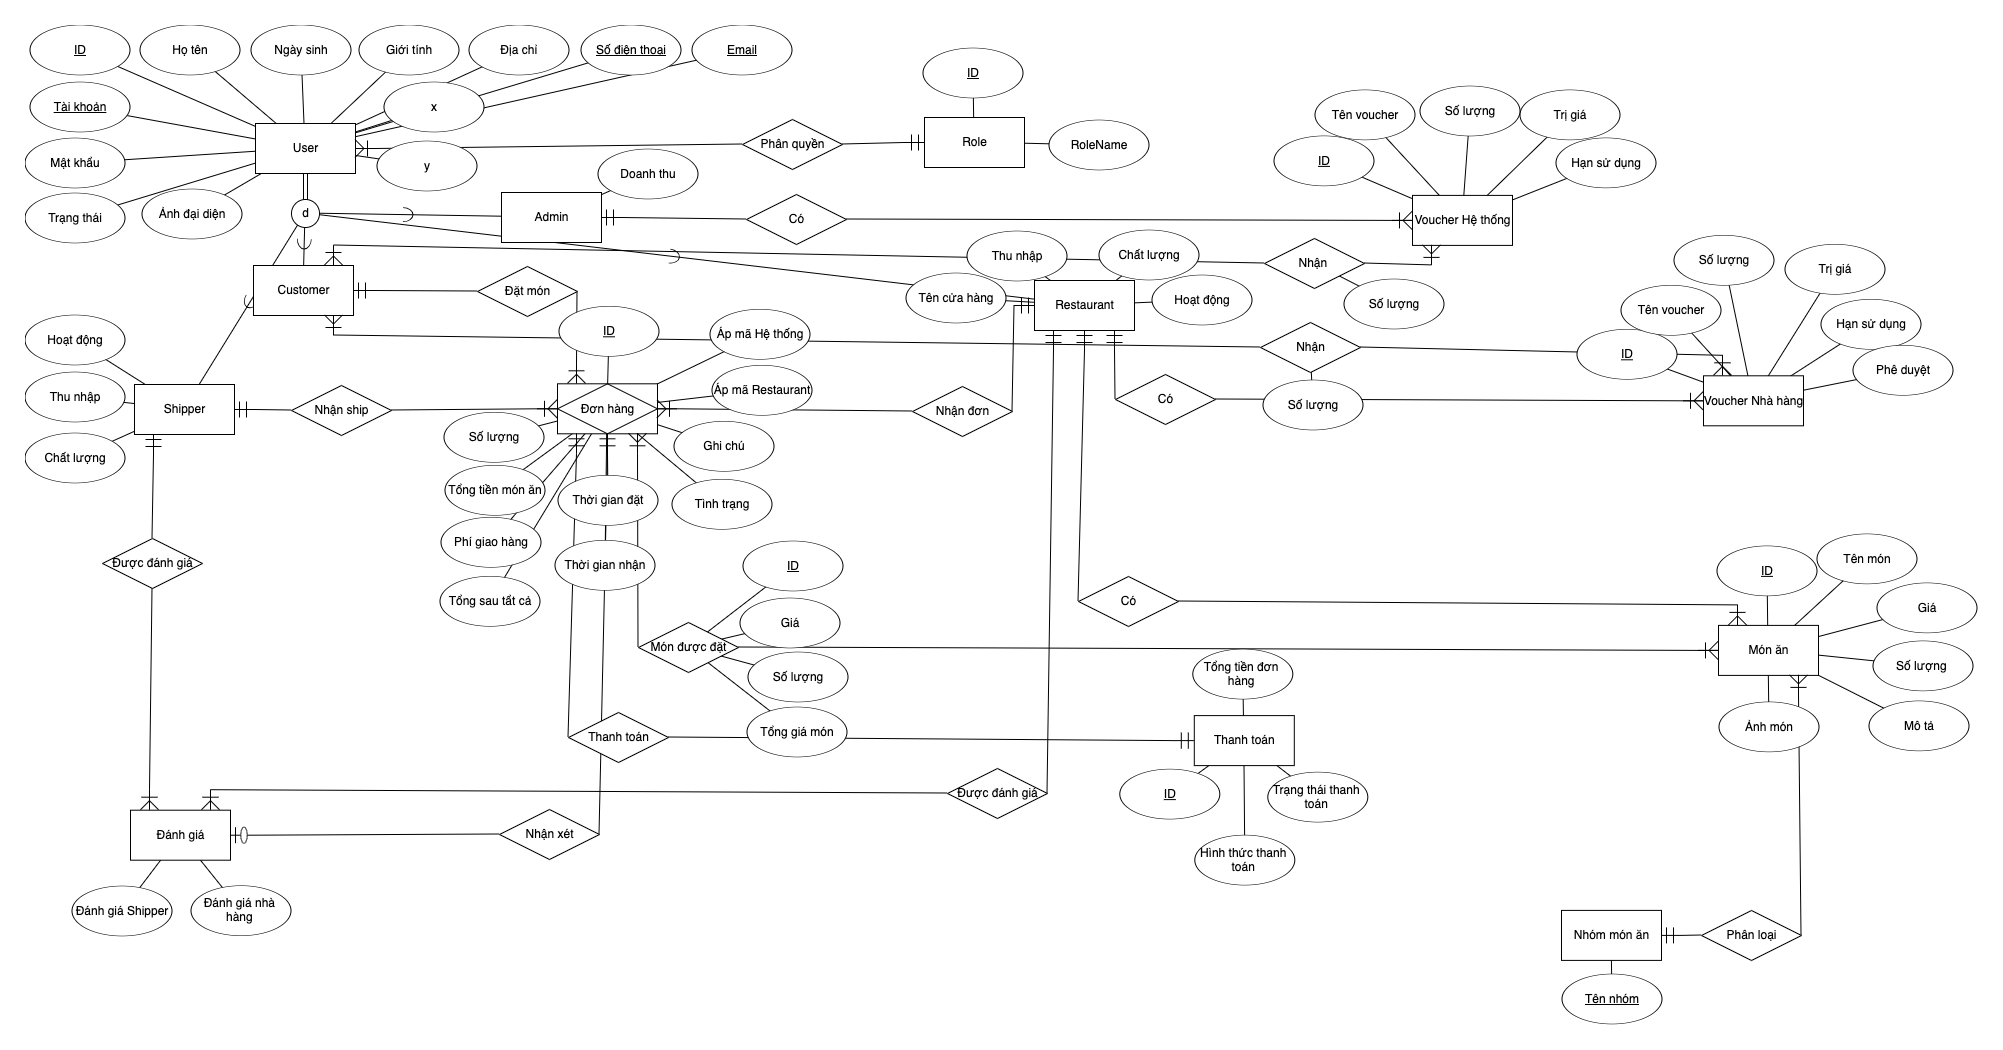 ID
Họ tên
Ngày sinh
Giới tính
Địa chỉ
Số điện thoại
Email
Tài khoản
x
User
Mật khẩu
y
Trạng thái
Ảnh đại diện
d
Phân quyền
ID
Role
RoleName
Doanh thu
Admin
Có
Tên voucher
Số lượng
Trị giá
ID
Hạn sử dụng
Voucher Hệ thống
Nhận
Số lượng
Thu nhập
Chất lượng
Tên cửa hàng
Hoạt động
Restaurant
Customer
Đặt món
Số lượng
Trị giá
Tên voucher
Hạn sử dụng
ID
Phê duyệt
Voucher Nhà hàng
Nhận
Số lượng
Có
Hoạt động
Thu nhập
Chất lượng
Shipper
Nhận ship
ID
Áp mã Hệ thống
Áp mã Restaurant
Đơn hàng
Nhận đơn
Số lượng
Ghi chú
Tổng tiền món ăn
Thời gian đặt
Tình trạng
Phí giao hàng
Thời gian nhận
Tổng sau tất cả
Được đánh giá
ID
Giá
Món được đặt
Số lượng
Tổng giá món
Có
ID
Tên món
Giá
Món ăn
Số lượng
Ảnh món
Mô tả
Thanh toán
Tổng tiền đơn
hàng
Thanh toán
ID
Trạng thái thanh
toán
Hình thức thanh
toán
Được đánh giá
Đánh giá
Nhận xét
Đánh giá Shipper
Đánh giá nhà
hàng
Nhóm món ăn
Phân loại
Tên nhóm